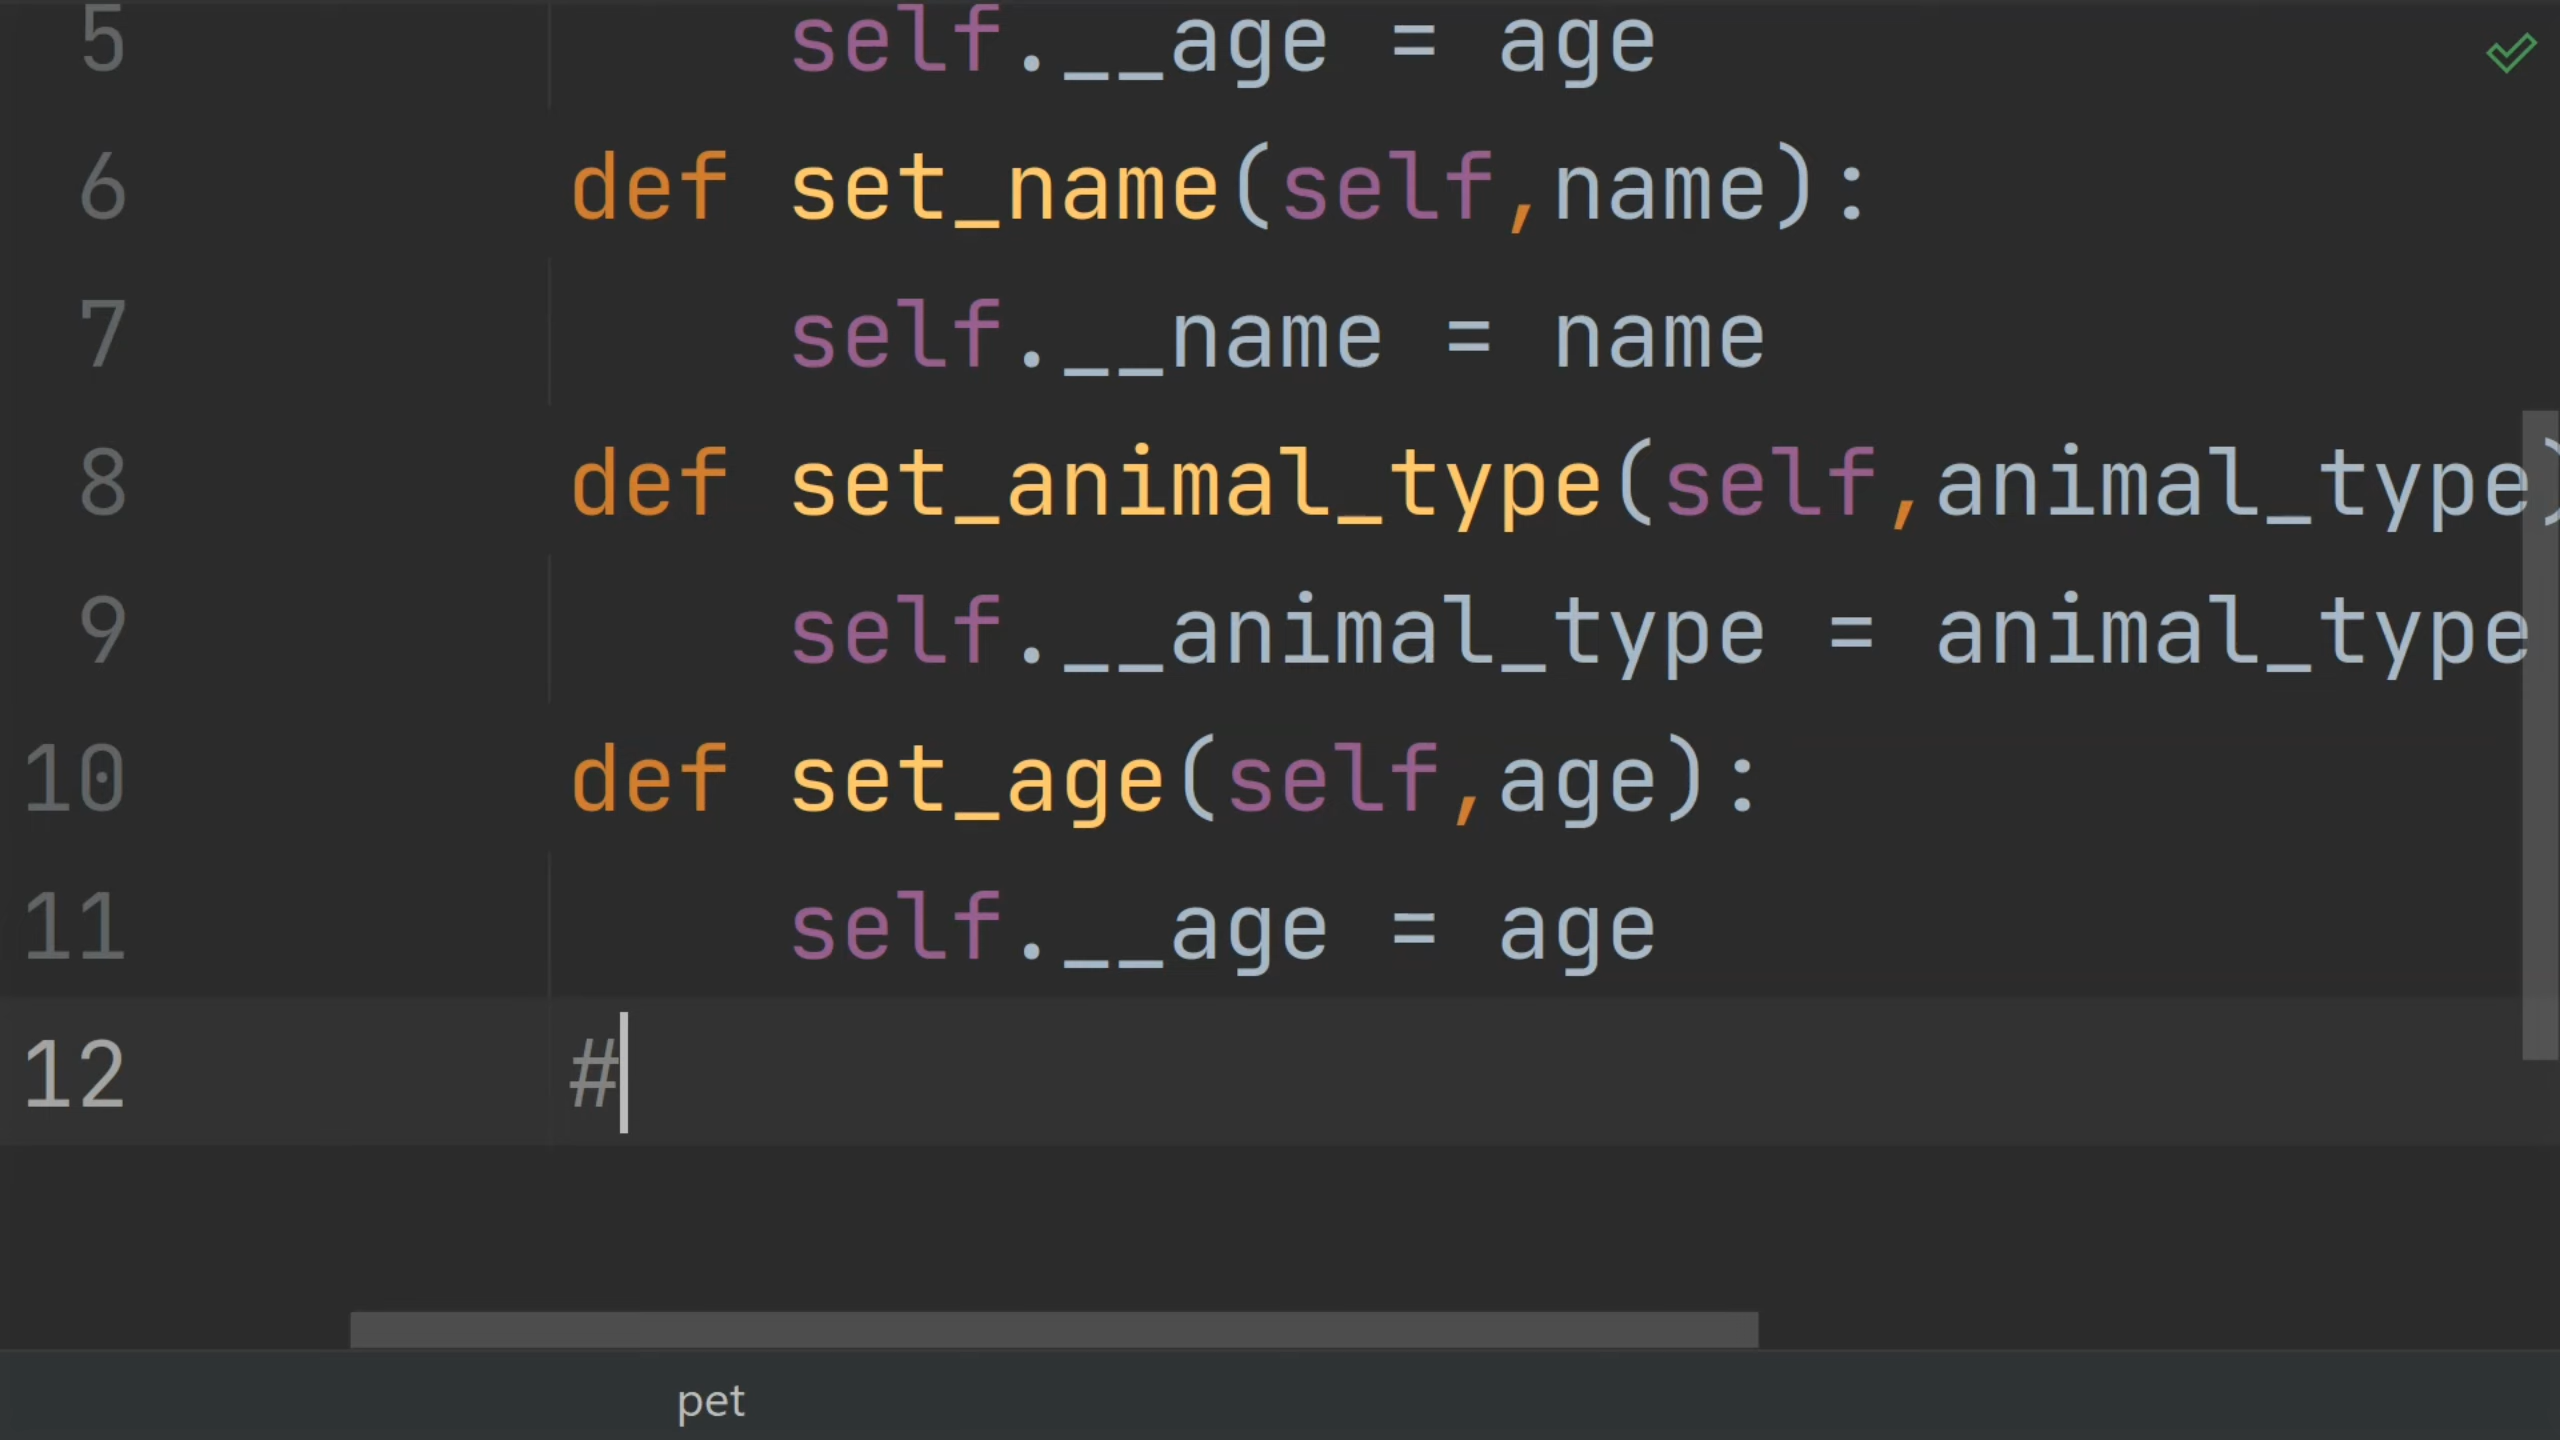 5 self.__age = age
6 def set_name(self,name):
7 self.__name = name
8 def set_animal_type(self,animal_type)
9 self.__animal_type = animal_type
10 def set_age(self,age):
11 self.__age = age
12 #
pet